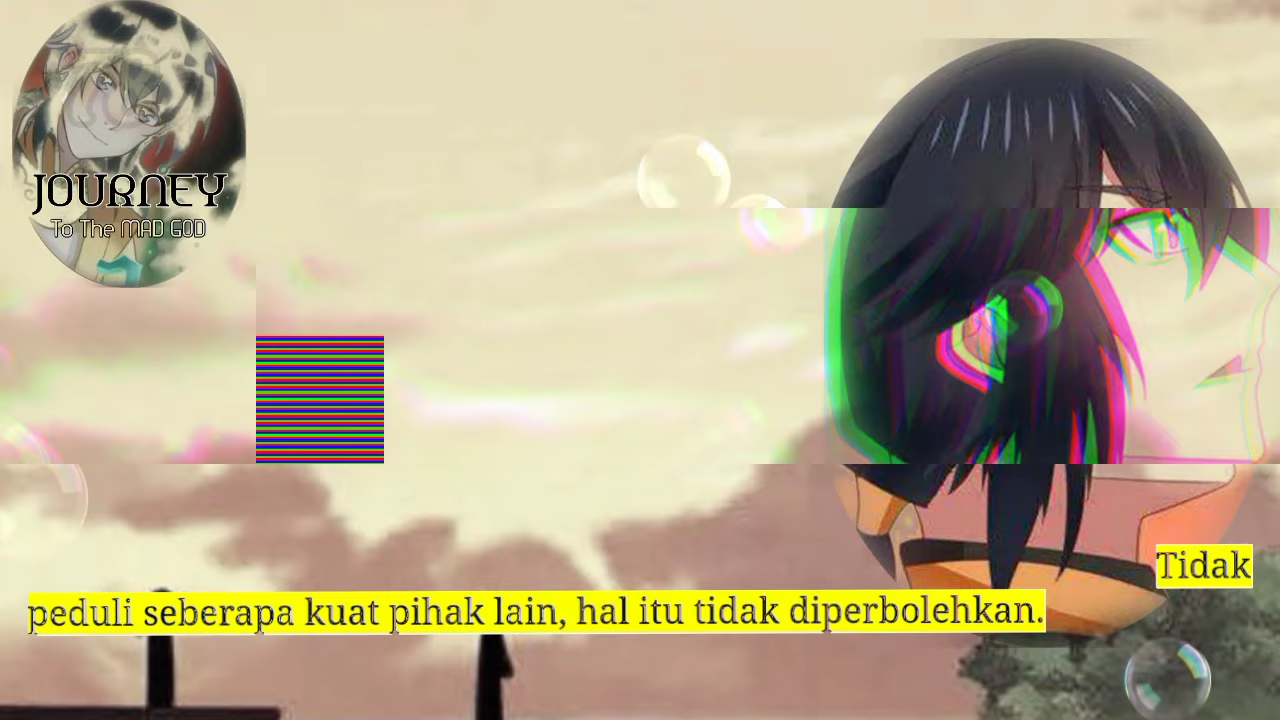 JOURNEY
To The MAD GOD
Tidak
peduli seberapa kuat pihak lain, hal itu tidak diperbolehkan.